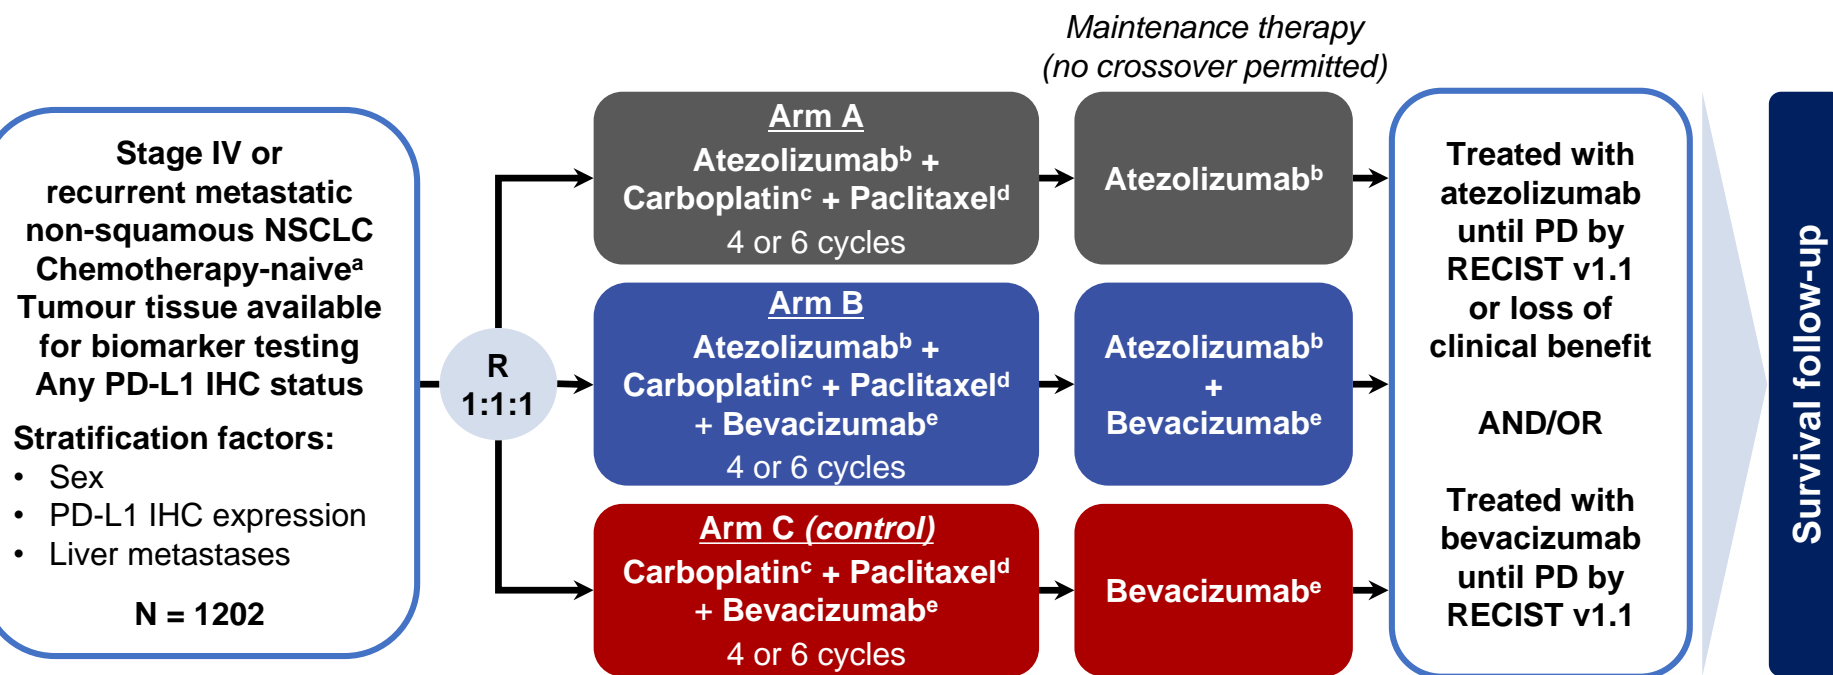 Maintenance therapy
(no crossover permitted)
Stage IV or
recurrent metastatic
non-squamous NSCLC
Chemotherapy-naiveᵃ
Tumour tissue available
for biomarker testing
Any PD-L1 IHC status
Stratification factors:
• Sex
• PD-L1 IHC expression
• Liver metastases
N = 1202
R
1:1:1
Arm A
Atezolizumabᵇ +
Carboplatinᶜ + Paclitaxelᵈ
4 or 6 cycles
Atezolizumabᵇ
Arm B
Atezolizumabᵇ +
Carboplatinᶜ + Paclitaxelᵈ
+ Bevacizumabᵉ
4 or 6 cycles
Atezolizumabᵇ
+
Bevacizumabᵉ
Arm C (control)
Carboplatinᶜ + Paclitaxelᵈ
+ Bevacizumabᵉ
4 or 6 cycles
Bevacizumabᵉ
Treated with
atezolizumab
until PD by
RECIST v1.1
or loss of
clinical benefit
AND/OR
Treated with
bevacizumab
until PD by
RECIST v1.1
Survival follow-up